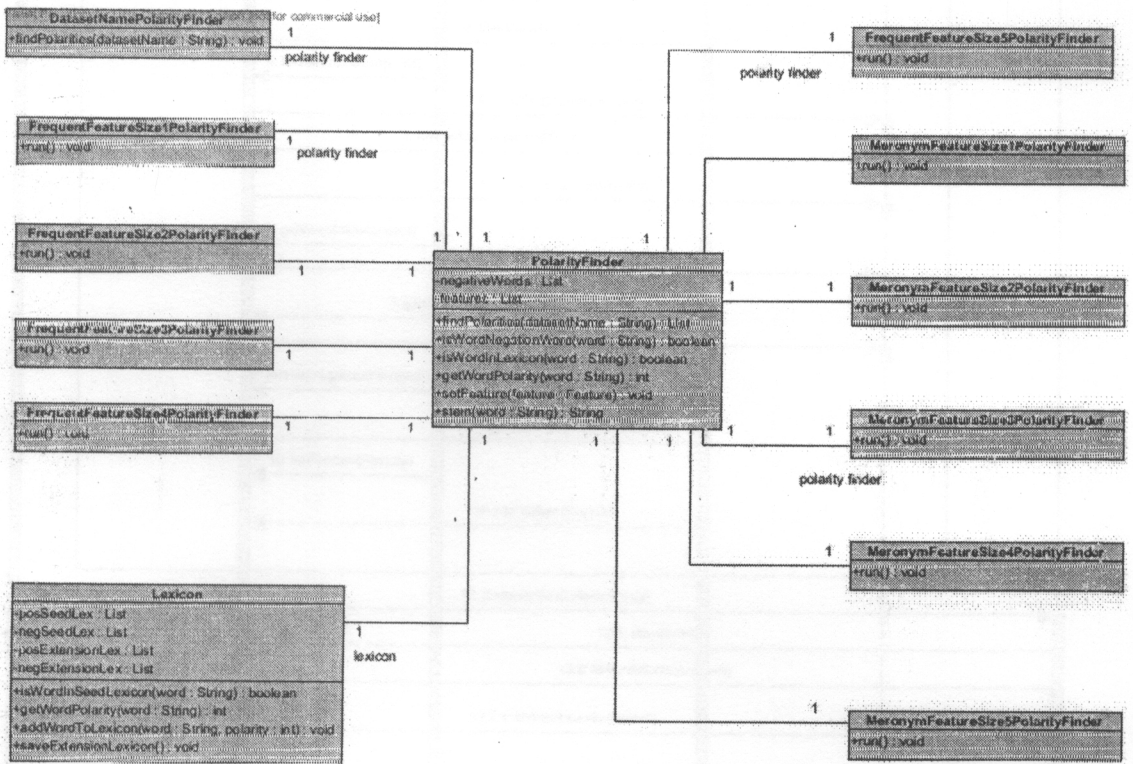 for commercial use]
DatasetNamePolarityFinder
+findPolarities(datasetName : String) : void
1
polarity finder
FrequentFeatureSize1PolarityFinder
+run() : void
1
polarity finder
FrequentFeatureSize2PolarityFinder
+run() : void
1
1
FrequentFeatureSize3PolarityFinder
+run() : void
1
1
FrequentFeatureSize4PolarityFinder
+run() : void
1
1
1
1
1
PolarityFinder
-negativeWords : List
-features : List
+findPolarities(datasetName : String) : List
+isWordNegationWord(word : String) : boolean
+isWordInLexicon(word : String) : boolean
+getWordPolarity(word : String) : int
+setFeature(feature : Feature) : void
+stem(word : String) : String
1
1
1
1
1
FrequentFeatureSize5PolarityFinder
+run() : void
1
polarity finder
MeronymFeatureSize1PolarityFinder
+run() : void
MeronymFeatureSize2PolarityFinder
+run() : void
1
MeronymFeatureSize3PolarityFinder
+run() : void
1
polarity finder
MeronymFeatureSize4PolarityFinder
+run() : void
1
MeronymFeatureSize5PolarityFinder
+run() : void
1
Lexicon
-posSeedLex : List
-negSeedLex : List
-posExtensionLex : List
-negExtensionLex : List
+isWordInSeedLexicon(word : String) : boolean
+getWordPolarity(word : String) : int
+addWordToLexicon(word : String, polarity : int) : void
+saveExtensionLexicon() : void
1
lexicon